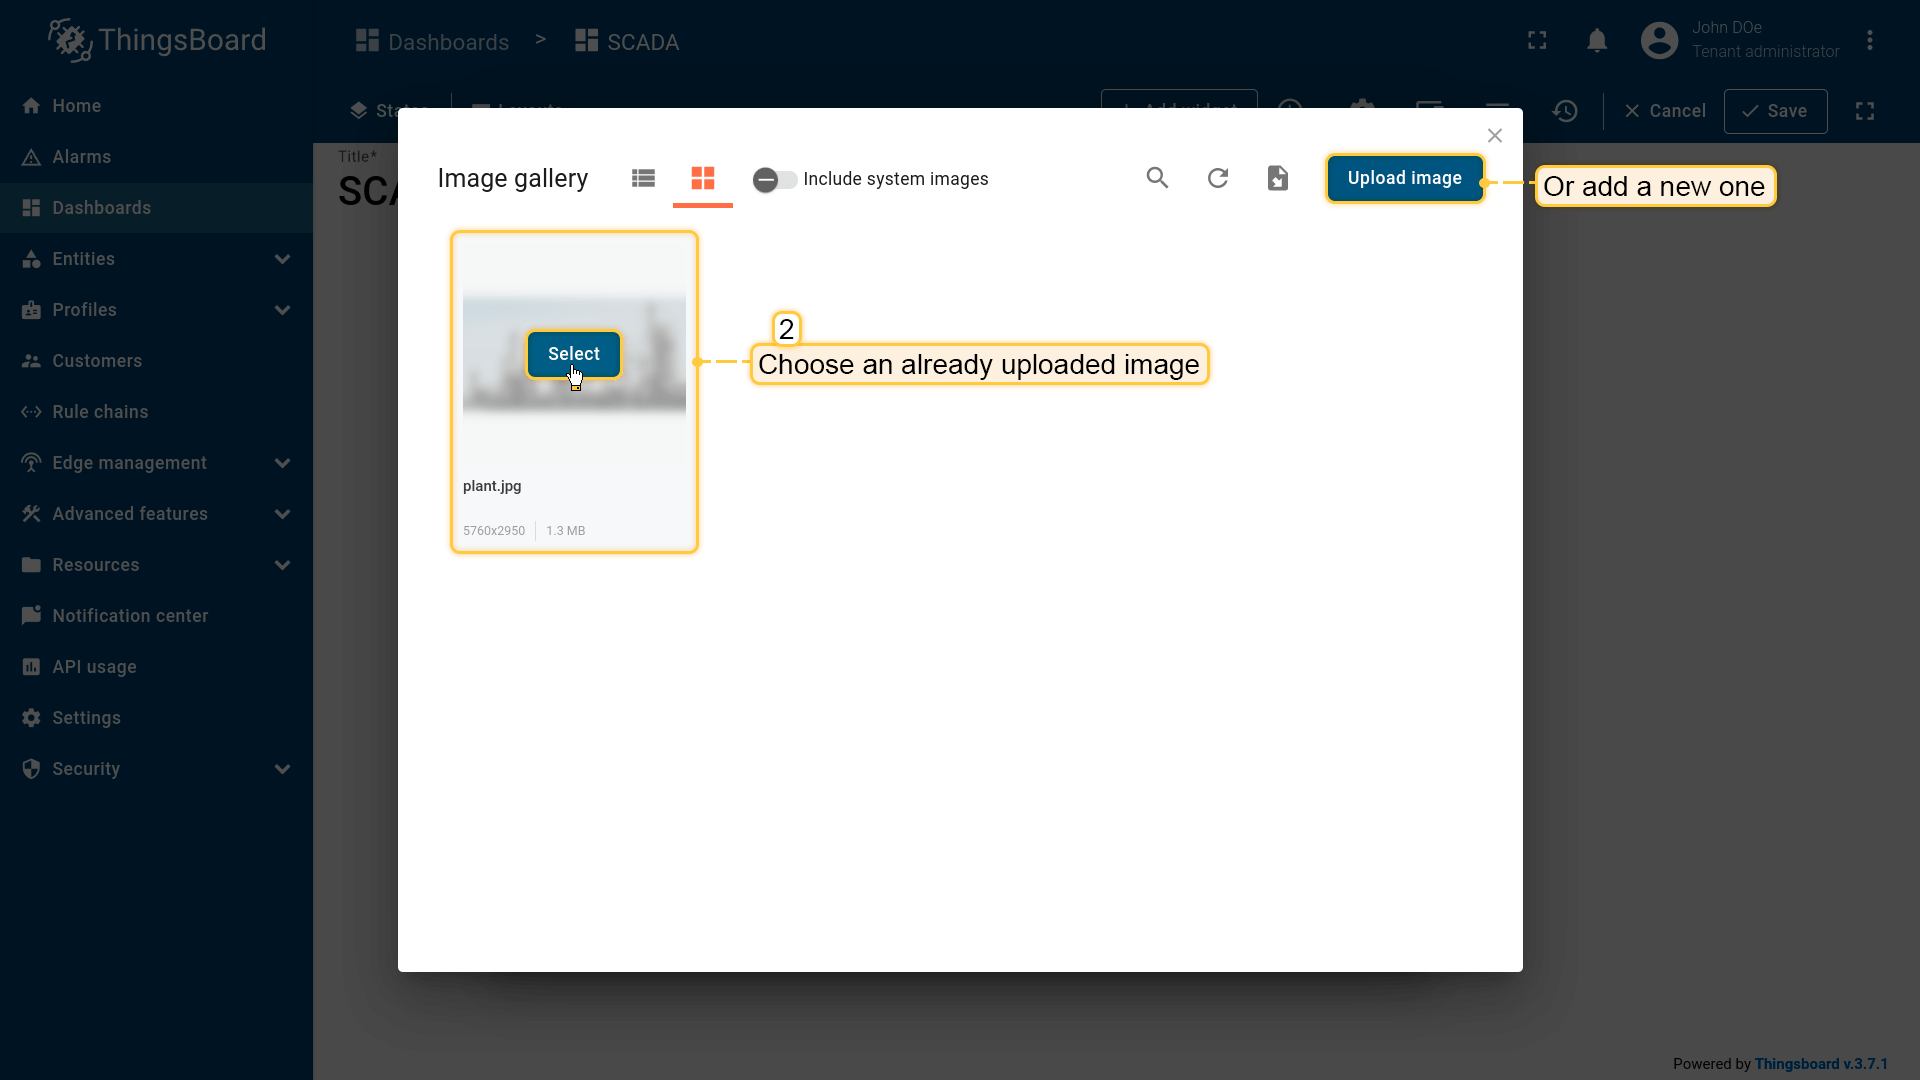 ThingsBoard
Dashboards > SCADA
John DOe
Tenant administrator
Home
Alarms
Dashboards
Entities
Profiles
Customers
Rule chains
Edge management
Advanced features
Resources
Notification center
API usage
Settings
Security
Cancel
Save
Title*
Image gallery
Include system images
Upload image
Or add a new one
Select
2
Choose an already uploaded image
plant.jpg
5760x2950
1.3 MB
Powered by Thingsboard v.3.7.1